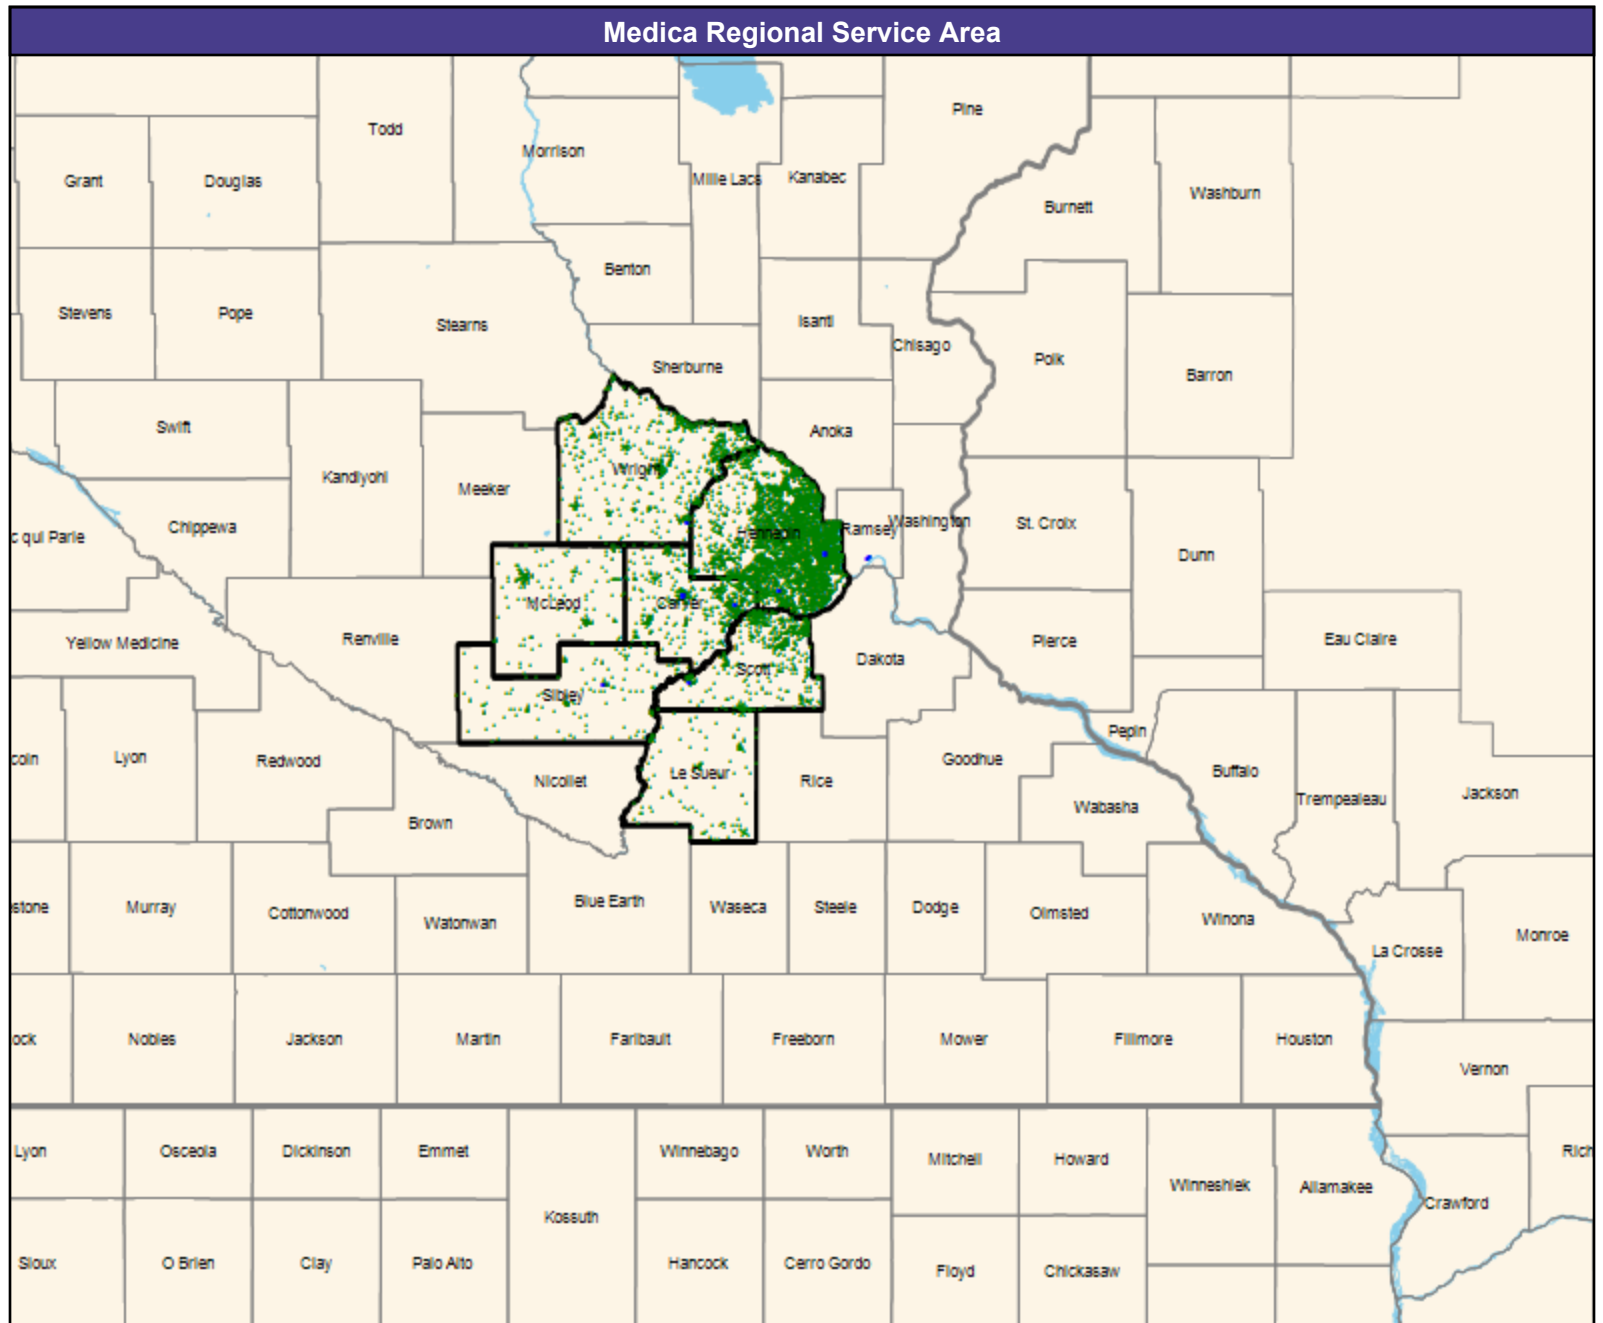 Medica Regional Service Area
Pine
Todd
Morrison
Mille Lacs
Kanabec
Grant
Douglas
Washburn
Burnett
Benton
Stevens
Pope
Stearns
Isanti
Chisago
Polk
Sherburne
Barron
Swift
Anoka
Kandiyohi
Wright
Meeker
c qui Parle
Chippewa
Hennepin
Ramsey
Washington
St. Croix
Dunn
McLeod
Carver
Yellow Medicine
Renville
Scott
Dakota
Pierce
Eau Claire
Sibley
coln
Lyon
Redwood
Nicollet
Le Sueur
Rice
Goodhue
Pepin
Buffalo
Brown
Wabasha
Trempealeau
Jackson
stone
Murray
Cottonwood
Watonwan
Blue Earth
Waseca
Steele
Dodge
Olmsted
Winona
La Crosse
Monroe
ock
Nobles
Jackson
Martin
Faribault
Freeborn
Mower
Fillmore
Houston
Vernon
Lyon
Osceola
Dickinson
Emmet
Winnebago
Worth
Mitchell
Howard
Rich
Winneshiek
Allamakee
Crawford
Kossuth
Sioux
O Brien
Clay
Palo Alto
Hancock
Cerro Gordo
Floyd
Chickasaw